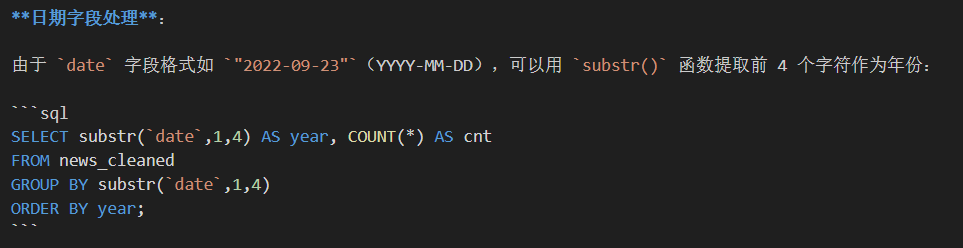 **日期字段处理**:
由于 `date` 字段格式如 `"2022-09-23"`（YYYY-MM-DD），可以用 `substr()` 函数提取前 4 个字符作为年份:
```sql
SELECT substr(`date`,1,4) AS year, COUNT(*) AS cnt
FROM news_cleaned
GROUP BY substr(`date`,1,4)
ORDER BY year;
```